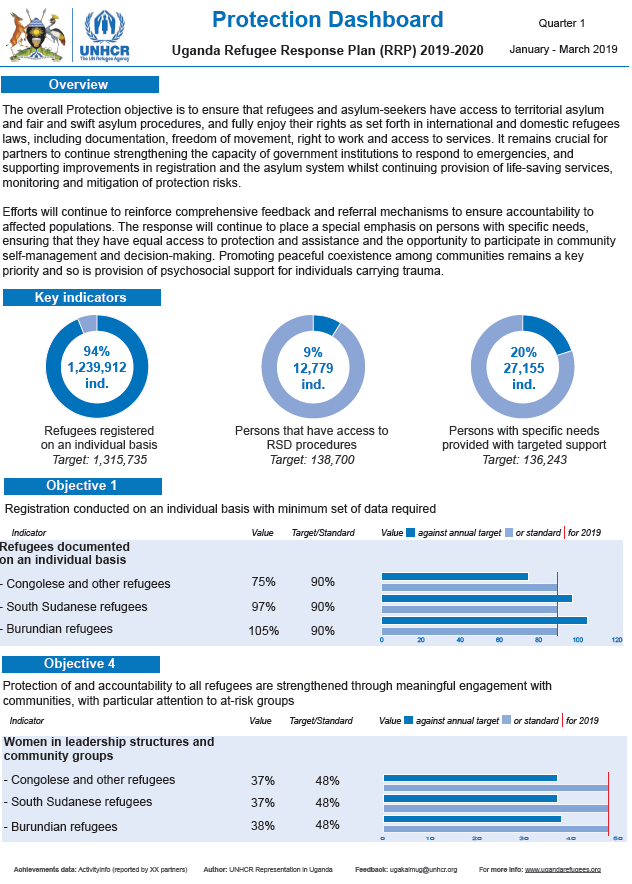 UNHCR
The UN Refugee Agency
Protection Dashboard
Uganda Refugee Response Plan (RRP) 2019-2020
Quarter 1
January - March 2019
Overview
The overall Protection objective is to ensure that refugees and asylum-seekers have access to territorial asylum
and fair and swift asylum procedures, and fully enjoy their rights as set forth in international and domestic refugees
laws, including documentation, freedom of movement, right to work and access to services. It remains crucial for
partners to continue strengthening the capacity of government institutions to respond to emergencies, and
supporting improvements in registration and the asylum system whilst continuing provision of life-saving services,
monitoring and mitigation of protection risks.
Efforts will continue to reinforce comprehensive feedback and referral mechanisms to ensure accountability to
affected populations. The response will continue to place a special emphasis on persons with specific needs,
ensuring that they have equal access to protection and assistance and the opportunity to participate in community
self-management and decision-making. Promoting peaceful coexistence among communities remains a key
priority and so is provision of psychosocial support for individuals carrying trauma.
Key indicators
94%
1,239,912
ind.
Refugees registered
on an individual basis
Target: 1,315,735
9%
12,779
ind.
Persons that have access to
RSD procedures
Target: 138,700
20%
27,155
ind.
Persons with specific needs
provided with targeted support
Target: 136,243
Objective 1
Registration conducted on an individual basis with minimum set of data required
Indicator Value Target/Standard Value against annual target or standard for 2019
Refugees documented
on an individual basis
- Congolese and other refugees 75% 90%
- South Sudanese refugees 97% 90%
- Burundian refugees 105% 90%
0 20 40 60 80 100 120
Objective 4
Protection of and accountability to all refugees are strengthened through meaningful engagement with
communities, with particular attention to at-risk groups
Indicator Value Target/Standard Value against annual target or standard for 2019
Women in leadership structures and
community groups
- Congolese and other refugees 37% 48%
- South Sudanese refugees 37% 48%
- Burundian refugees 38% 48%
Achievements data: ActivityInfo (reported by XX partners) Author: UNHCR Representation in Uganda Feedback: ugakaimug@unhcr.org For more info: www.ugandarefugees.org